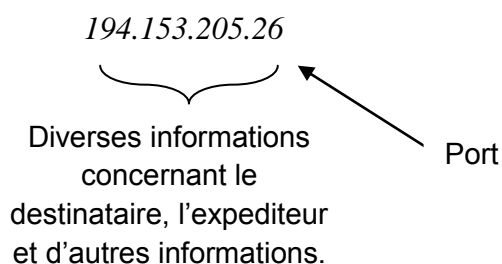 194.153.205.26
Diverses informations
concernant le
destinataire, l'expediteur
et d'autres informations.
Port